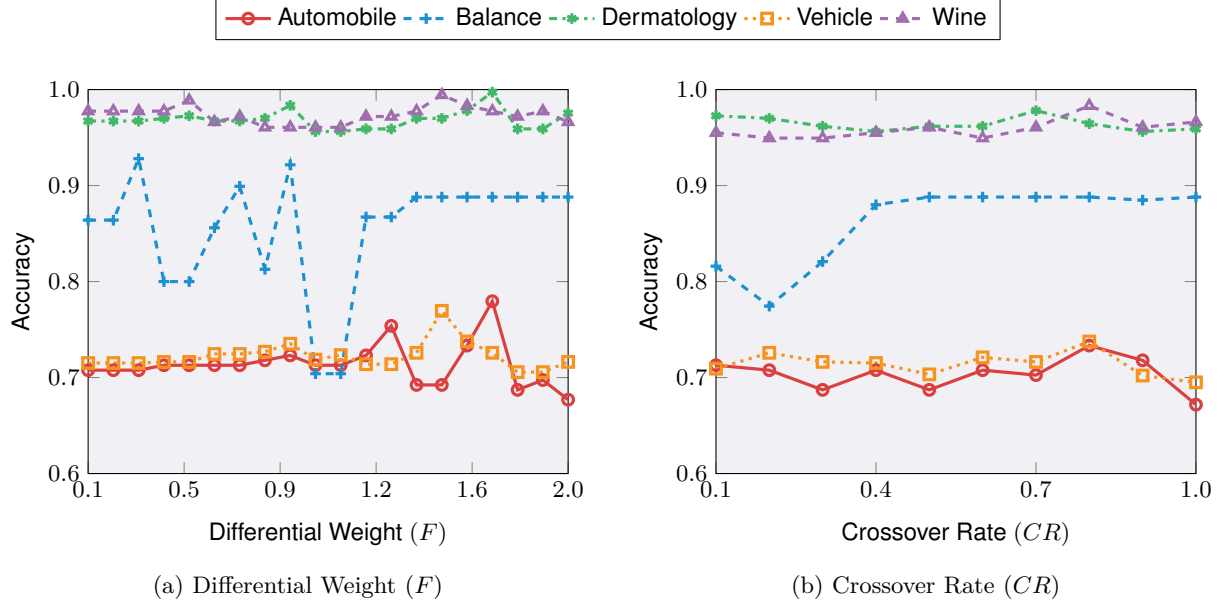 Automobile Balance Dermatology Vehicle Wine
1.0
0.9
0.8
0.7
0.6
Accuracy
0.1 0.5 0.9 1.2 1.6 2.0
Differential Weight (F)
(a) Differential Weight (F)
1.0
0.9
0.8
0.7
0.6
Accuracy
0.1 0.4 0.7 1.0
Crossover Rate (CR)
(b) Crossover Rate (CR)